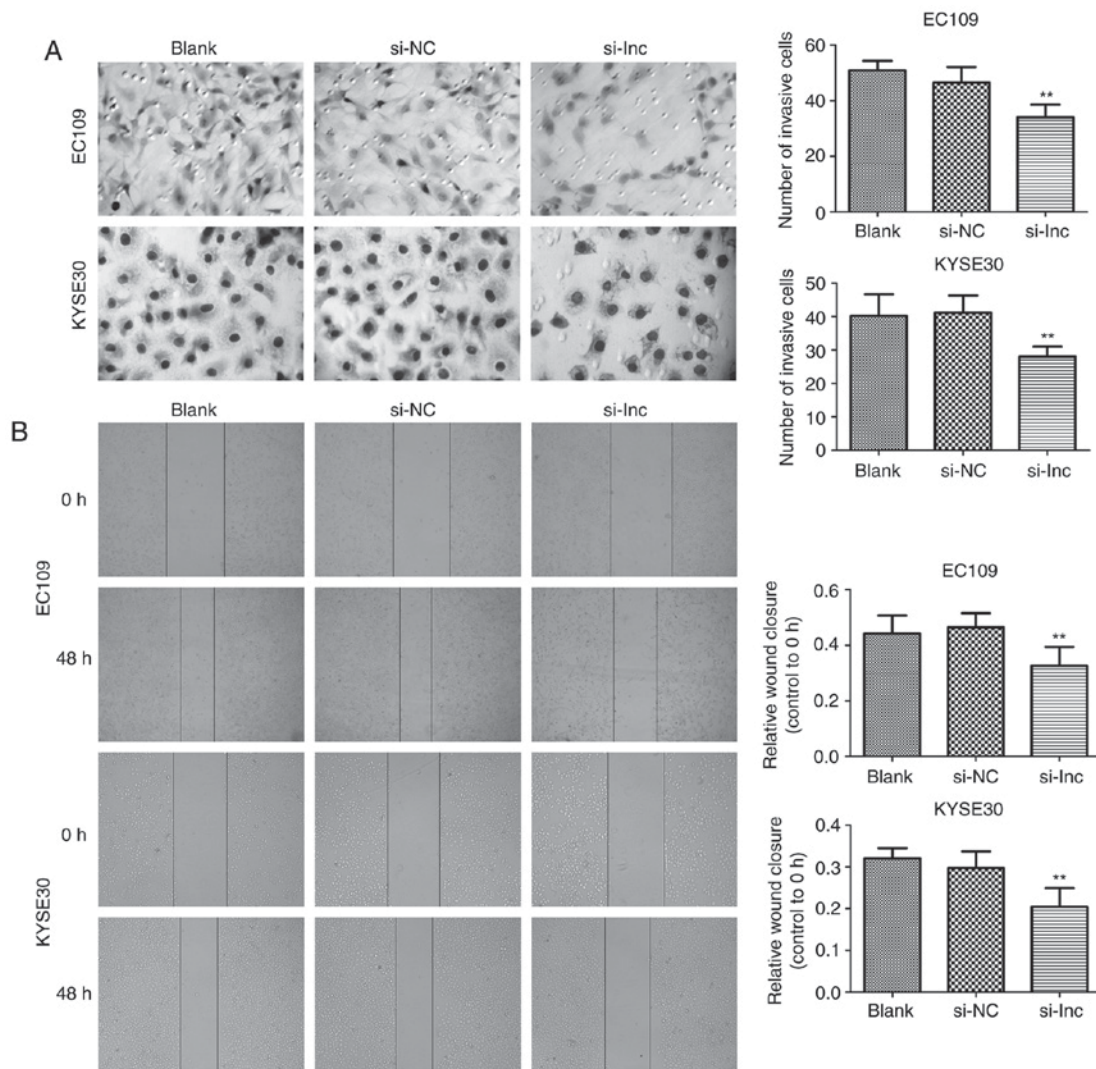 A
Blank si-NC si-lnc
EC109
KYSE30
EC109
Number of invasive cells
60
40
20
0
**
Blank si-NC si-lnc
KYSE30
Number of invasive cells
50
40
30
20
10
0
**
Blank si-NC si-lnc
B
Blank si-NC si-lnc
EC109
0 h
48 h
KYSE30
0 h
48 h
EC109
Relative wound closure
(control to 0 h)
0.6
0.4
0.2
0.0
**
Blank si-NC si-lnc
KYSE30
Relative wound closure
(control to 0 h)
0.4
0.3
0.2
0.1
0.0
**
Blank si-NC si-lnc